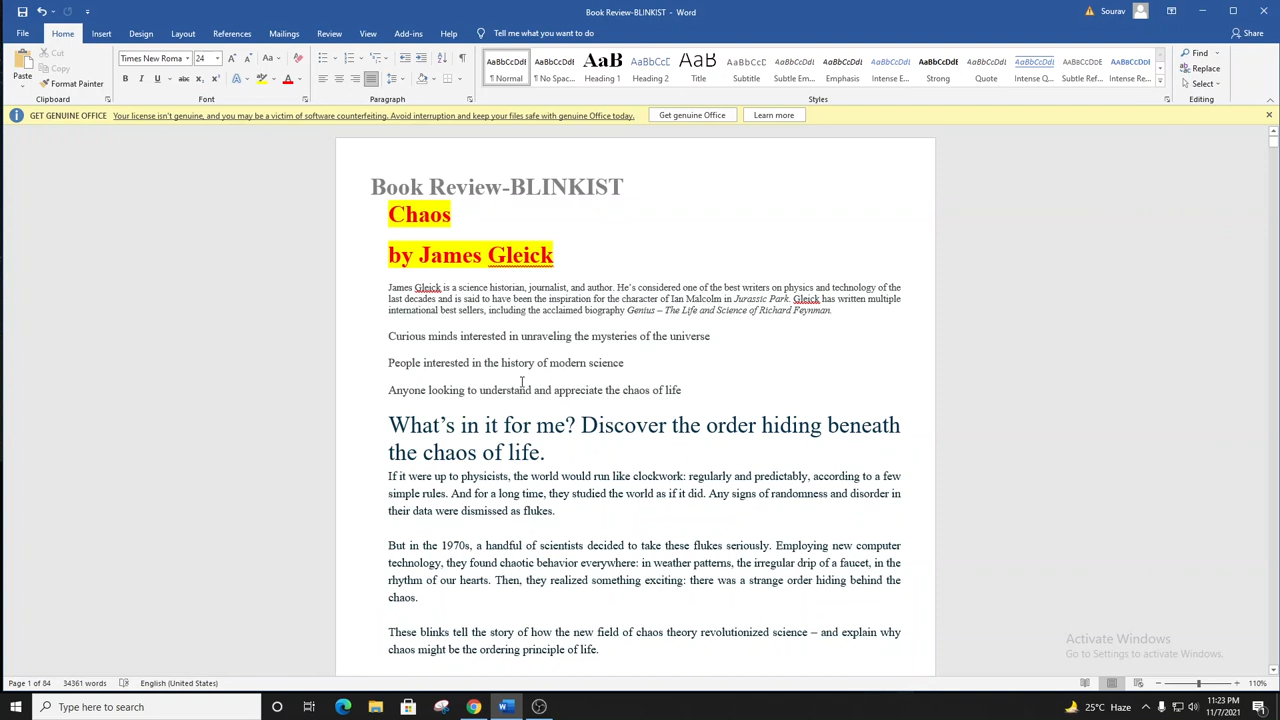 Book Review-BLINKIST - Word
Sourav
File Home Insert Design Layout References Mailings Review View Add-ins Help Tell me what you want to do Share
Cut
Copy
Format Painter
Paste
Clipboard
Times New Roma 24
Font
Paragraph
AaBbCcDdI AaBbCcDdI AaB AaBbCcI AaB AaBbCcD AaBbCcDdI AaBbCcDdI AaBbCcDdI AaBbCcDdI AaBbCcDdI AaBbCcDdI AABBCCDDE AABBCCDDI
¶ Normal ¶ No Spac... Heading 1 Heading 2 Title Subtitle Subtle Em... Emphasis Intense E... Strong Quote Intense Q... Subtle Ref... Intense Re...
Styles
Find
Replace
Select
Editing
GET GENUINE OFFICE Your license isn't genuine, and you may be a victim of software counterfeiting. Avoid interruption and keep your files safe with genuine Office today. Get genuine Office Learn more
Book Review-BLINKIST
Chaos
by James Gleick
James Gleick is a science historian, journalist, and author. He's considered one of the best writers on physics and technology of the
last decades and is said to have been the inspiration for the character of Ian Malcolm in Jurassic Park. Gleick has written multiple
international best sellers, including the acclaimed biography Genius – The Life and Science of Richard Feynman.
Curious minds interested in unraveling the mysteries of the universe
People interested in the history of modern science
Anyone looking to understand and appreciate the chaos of life
What's in it for me? Discover the order hiding beneath
the chaos of life.
If it were up to physicists, the world would run like clockwork: regularly and predictably, according to a few
simple rules. And for a long time, they studied the world as if it did. Any signs of randomness and disorder in
their data were dismissed as flukes.
But in the 1970s, a handful of scientists decided to take these flukes seriously. Employing new computer
technology, they found chaotic behavior everywhere: in weather patterns, the irregular drip of a faucet, in the
rhythm of our hearts. Then, they realized something exciting: there was a strange order hiding behind the
chaos.
These blinks tell the story of how the new field of chaos theory revolutionized science – and explain why
chaos might be the ordering principle of life.
Activate Windows
Go to Settings to activate Windows.
Page 1 of 84 34361 words English (United States) 110%
Type here to search
25°C Haze
11:23 PM
11/7/2021